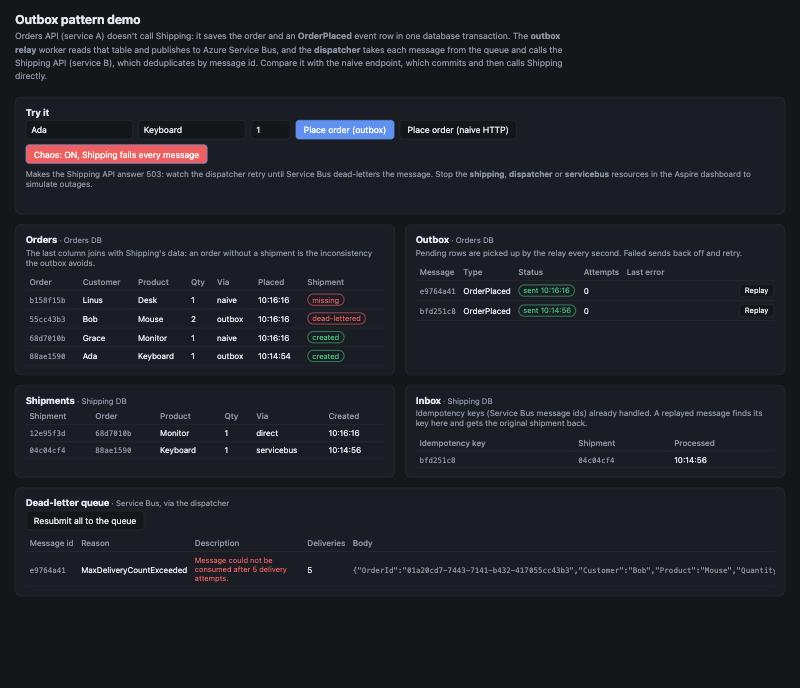 Outbox pattern demo
Orders API (service A) doesn't call Shipping: it saves the order and an OrderPlaced event row in one database transaction. The outbox
relay worker reads that table and publishes to Azure Service Bus, and the dispatcher takes each message from the queue and calls the
Shipping API (service B), which deduplicates by message id. Compare it with the naive endpoint, which commits and then calls Shipping
directly.
Try it
Ada Keyboard 1 Place order (outbox) Place order (naive HTTP)
Chaos: ON, Shipping fails every message
Makes the Shipping API answer 503: watch the dispatcher retry until Service Bus dead-letters the message. Stop the shipping, dispatcher or servicebus resources in the Aspire dashboard to
simulate outages.
Orders · Orders DB
The last column joins with Shipping's data: an order without a shipment is the inconsistency
the outbox avoids.
Order Customer Product Qty Via Placed Shipment
b158f15b Linus Desk 1 naive 10:16:16 missing
55cc43b3 Bob Mouse 2 outbox 10:16:16 dead-lettered
68d7010b Grace Monitor 1 naive 10:16:16 created
88ae1590 Ada Keyboard 1 outbox 10:14:54 created
Outbox · Orders DB
Pending rows are picked up by the relay every second. Failed sends back off and retry.
Message Type Status Attempts Last error
e9764a41 OrderPlaced sent 10:16:16 0 Replay
bfd251c8 OrderPlaced sent 10:14:56 0 Replay
Shipments · Shipping DB
Shipment Order Product Qty Via Created
12e95f3d 68d7010b Monitor 1 direct 10:16:16
04c04cf4 88ae1590 Keyboard 1 servicebus 10:14:56
Inbox · Shipping DB
Idempotency keys (Service Bus message ids) already handled. A replayed message finds its
key here and gets the original shipment back.
Idempotency key Shipment Processed
bfd251c8 04c04cf4 10:14:56
Dead-letter queue · Service Bus, via the dispatcher
Resubmit all to the queue
Message id Reason Description Deliveries Body
e9764a41 MaxDeliveryCountExceeded Message could not be
consumed after 5 delivery
attempts. 5 {"OrderId":"01a20cd7-7443-7141-b432-417055cc43b3","Customer":"Bob","Product":"Mouse","Quantity